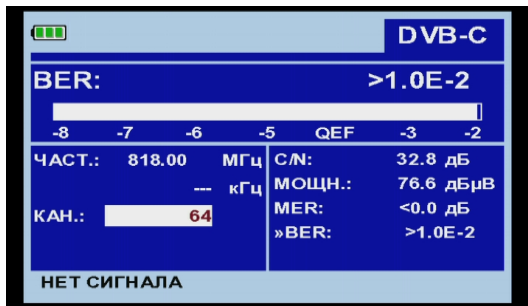 DVB-C
BER: >1.0E-2
-8 -7 -6 -5 QEF -3 -2
ЧАСТ.: 818.00 МГц
--- кГц
КАН.: 64
C/N: 32.8 дБ
МОЩН.: 76.6 дБµВ
MER: <0.0 дБ
»BER: >1.0E-2
НЕТ СИГНАЛА